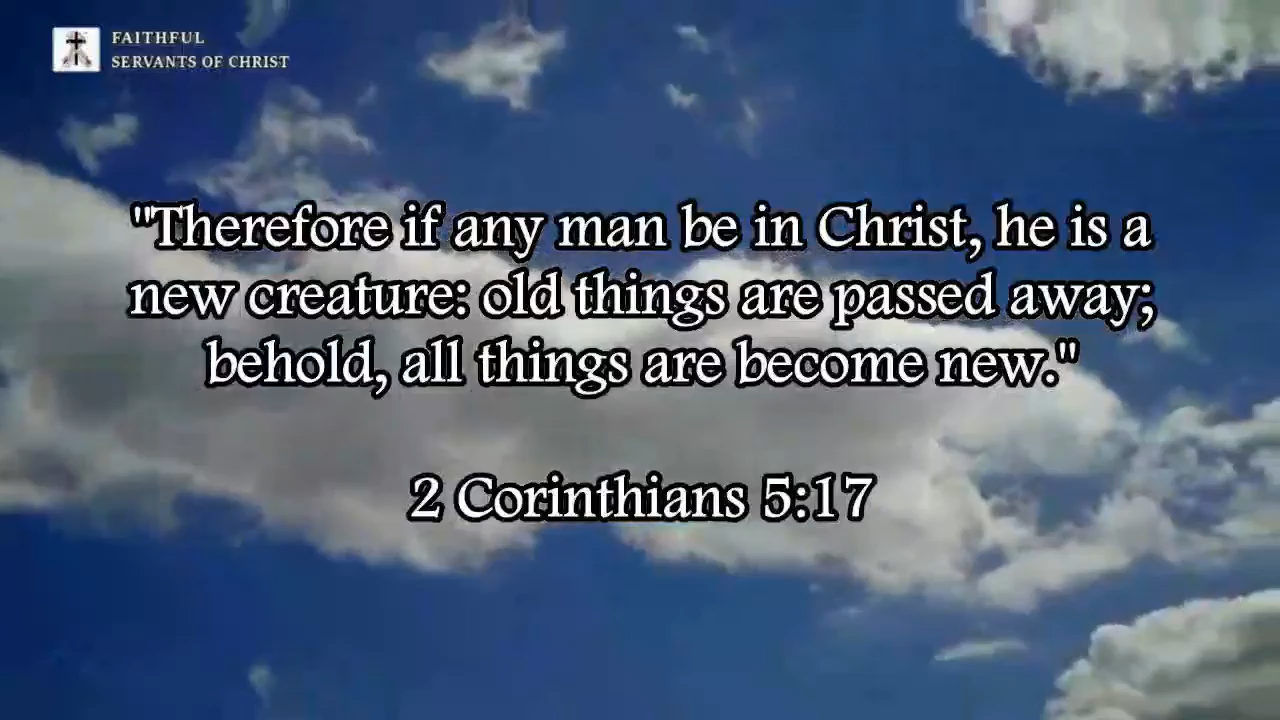 FAITHFUL
SERVANTS OF CHRIST
"Therefore if any man be in Christ, he is a
new creature: old things are passed away;
behold, all things are become new."
2 Corinthians 5:17